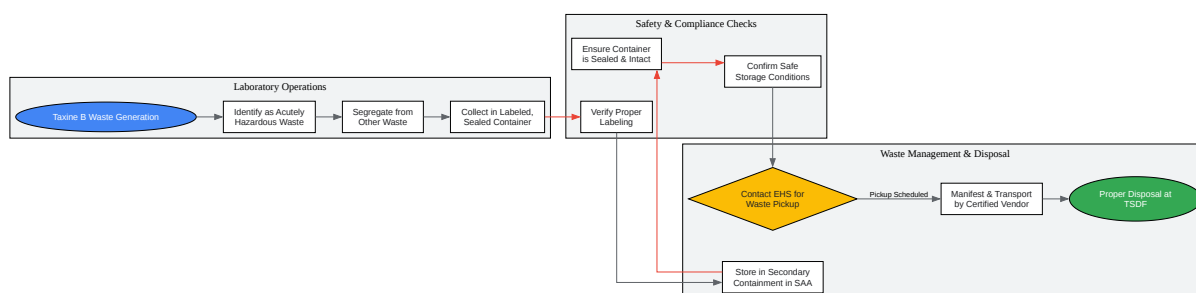 Safety & Compliance Checks
Ensure Container
is Sealed & Intact
Confirm Safe
Storage Conditions
Laboratory Operations
Taxine B Waste Generation
Identify as Acutely
Hazardous Waste
Segregate from
Other Waste
Collect in Labeled,
Sealed Container
Verify Proper
Labeling
Waste Management & Disposal
Contact EHS for
Waste Pickup
Pickup Scheduled
Manifest & Transport
by Certified Vendor
Proper Disposal at
TSDF
Store in Secondary
Containment in SAA